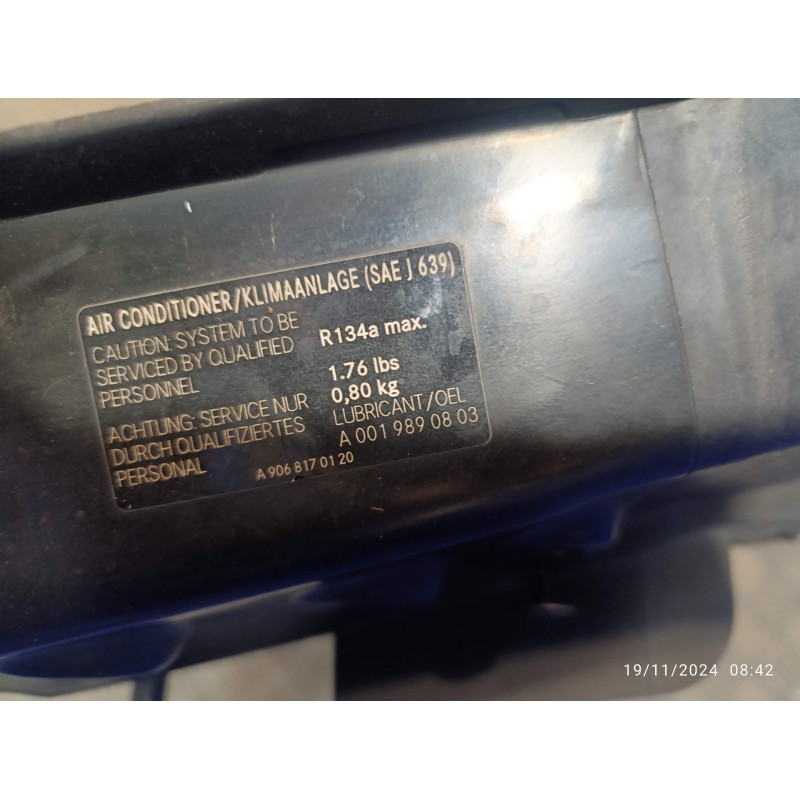 AIR CONDITIONER/KLIMAANLAGE (SAE J 639)
CAUTION: SYSTEM TO BE
SERVICED BY QUALIFIED
PERSONNEL
R134a max.
1.76 lbs
0,80 kg
ACHTUNG: SERVICE NUR
DURCH QUALIFIZIERTES
PERSONAL
LUBRICANT/OEL
A 001 989 08 03
A 906 817 01 20
19/11/2024 08:42